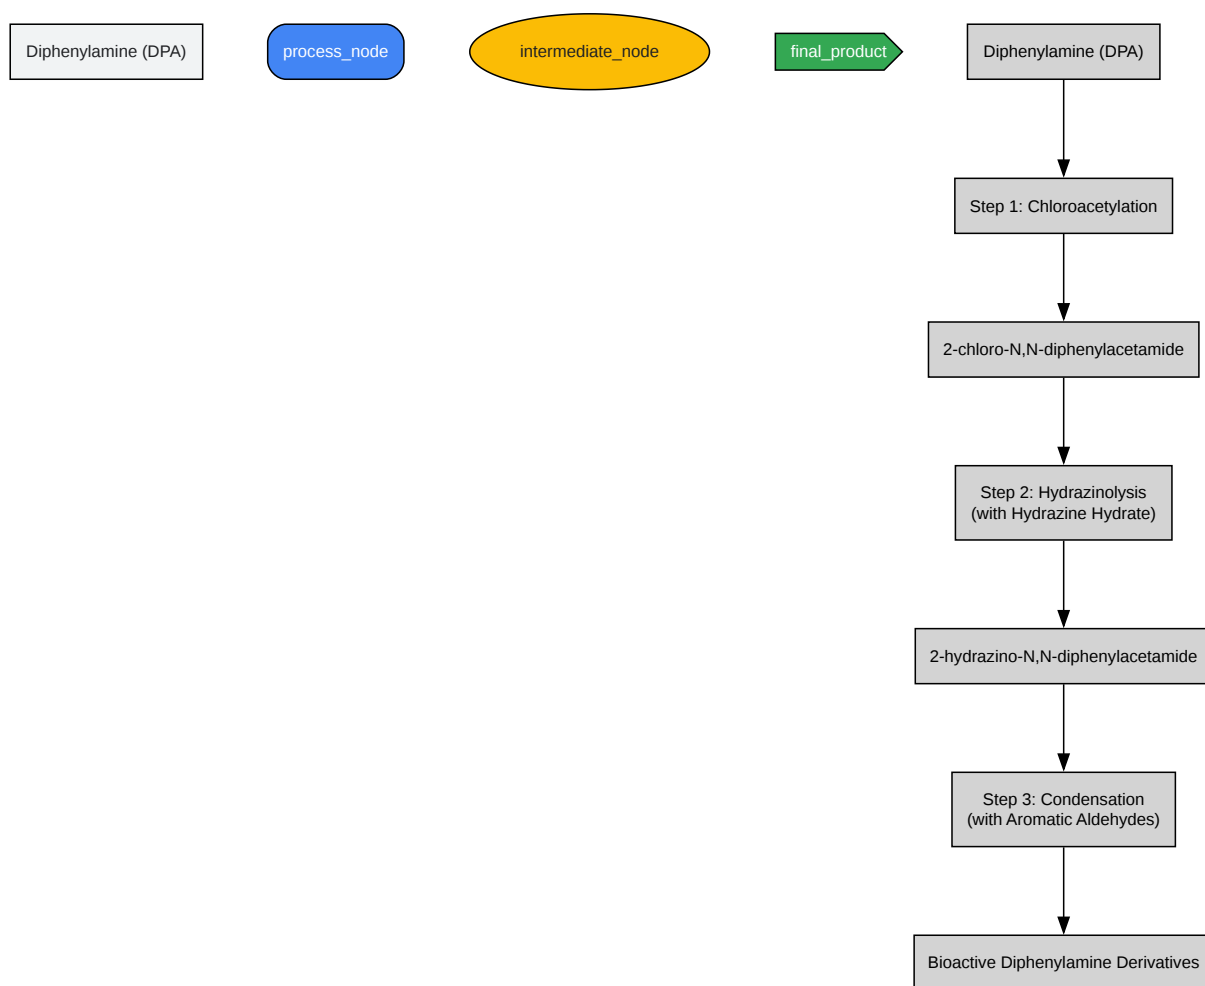 Diphenylamine (DPA)
process_node
intermediate_node
final_product
Diphenylamine (DPA)
Step 1: Chloroacetylation
2-chloro-N,N-diphenylacetamide
Step 2: Hydrazinolysis
(with Hydrazine Hydrate)
2-hydrazino-N,N-diphenylacetamide
Step 3: Condensation
(with Aromatic Aldehydes)
Bioactive Diphenylamine Derivatives